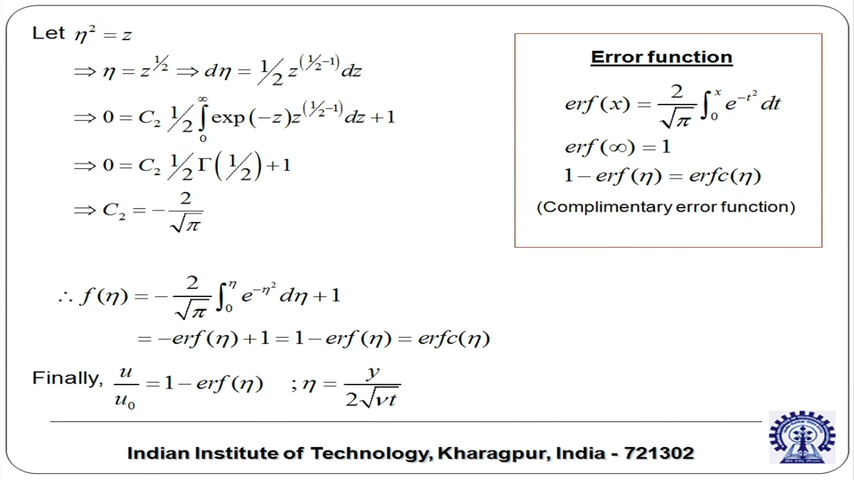 Let η² = z
⇒ η = z^(1/2) ⇒ dη = 1/2 z^(1/2−1) dz
⇒ 0 = C₂ 1/2 ∫₀^∞ exp(−z) z^(1/2−1) dz + 1
⇒ 0 = C₂ 1/2 Γ(1/2) + 1
⇒ C₂ = − 2/√π
∴ f(η) = − 2/√π ∫₀^η e^(−η²) dη + 1
= −erf(η) + 1 = 1 − erf(η) = erfc(η)
Finally, u/u₀ = 1 − erf(η) ; η = y/(2√(νt))
Error function
erf(x) = 2/√π ∫₀^x e^(−t²) dt
erf(∞) = 1
1 − erf(η) = erfc(η)
(Complimentary error function)
Indian Institute of Technology, Kharagpur, India - 721302